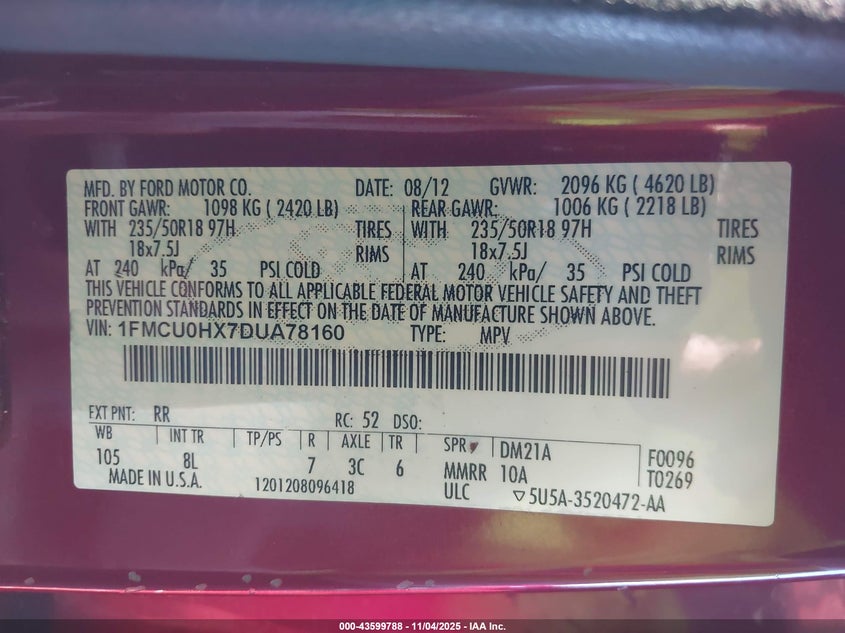 MFD. BY FORD MOTOR CO. DATE: 08/12 GVWR: 2096 KG ( 4620 LB)
FRONT GAWR: 1098 KG ( 2420 LB) REAR GAWR: 1006 KG ( 2218 LB)
WITH 235/50R18 97H TIRES WITH 235/50R18 97H TIRES
18x7.5J RIMS 18x7.5J RIMS
AT 240 kPa/ 35 PSI COLD AT 240 kPa/ 35 PSI COLD
THIS VEHICLE CONFORMS TO ALL APPLICABLE FEDERAL MOTOR VEHICLE SAFETY AND THEFT
PREVENTION STANDARDS IN EFFECT ON THE DATE OF MANUFACTURE SHOWN ABOVE.
VIN: 1FMCU0HX7DUA78160 TYPE: MPV
EXT PNT: RR RC: 52 DSO:
WB INT TR TP/PS R AXLE TR SPR DM21A F0096
105 8L 7 3C 6 MMRR 10A T0269
MADE IN U.S.A. 1201208096418 ULC ▽5U5A-3520472-AA
000-43599788 - 11/04/2025 - IAA Inc.